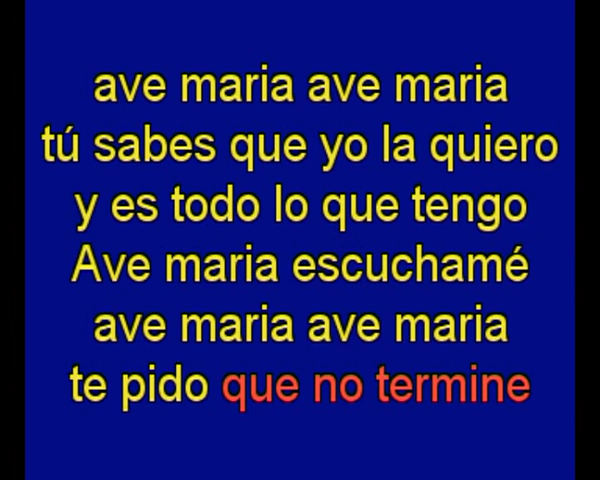 ave maria ave maria
tú sabes que yo la quiero
y es todo lo que tengo
Ave maria escuchamé
ave maria ave maria
te pido que no termine